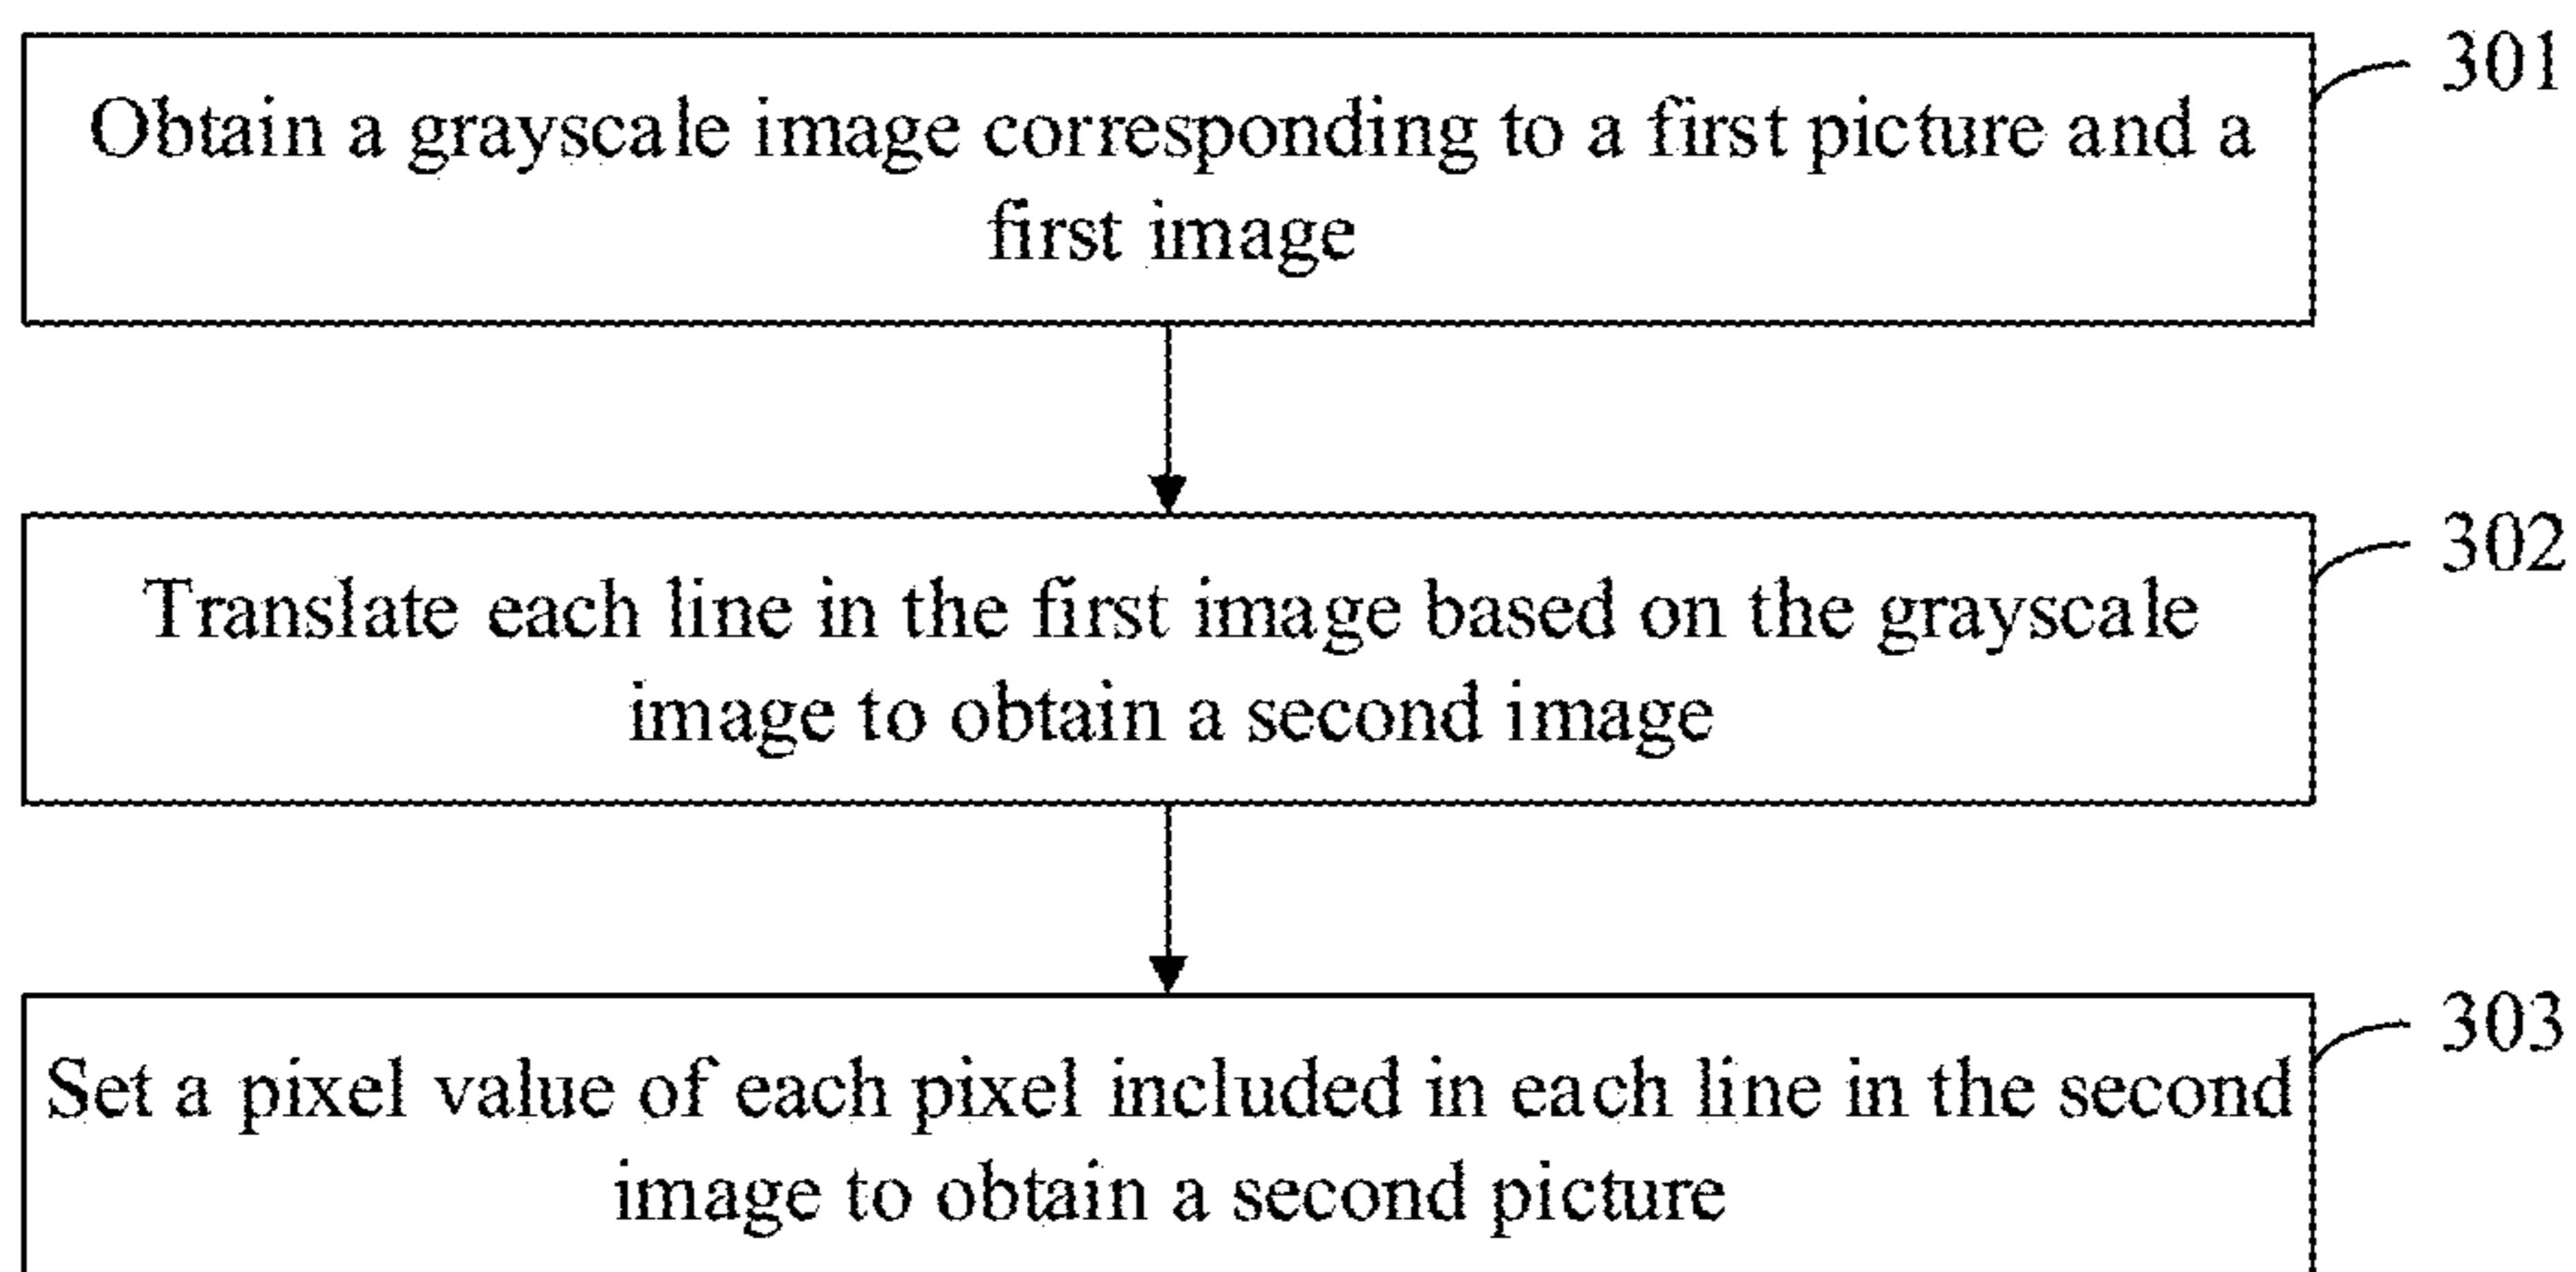 301
Obtain a grayscale image corresponding to a first picture and a
first image
302
Translate each line in the first image based on the grayscale
image to obtain a second image
303
Set a pixel value of each pixel included in each line in the second
image to obtain a second picture